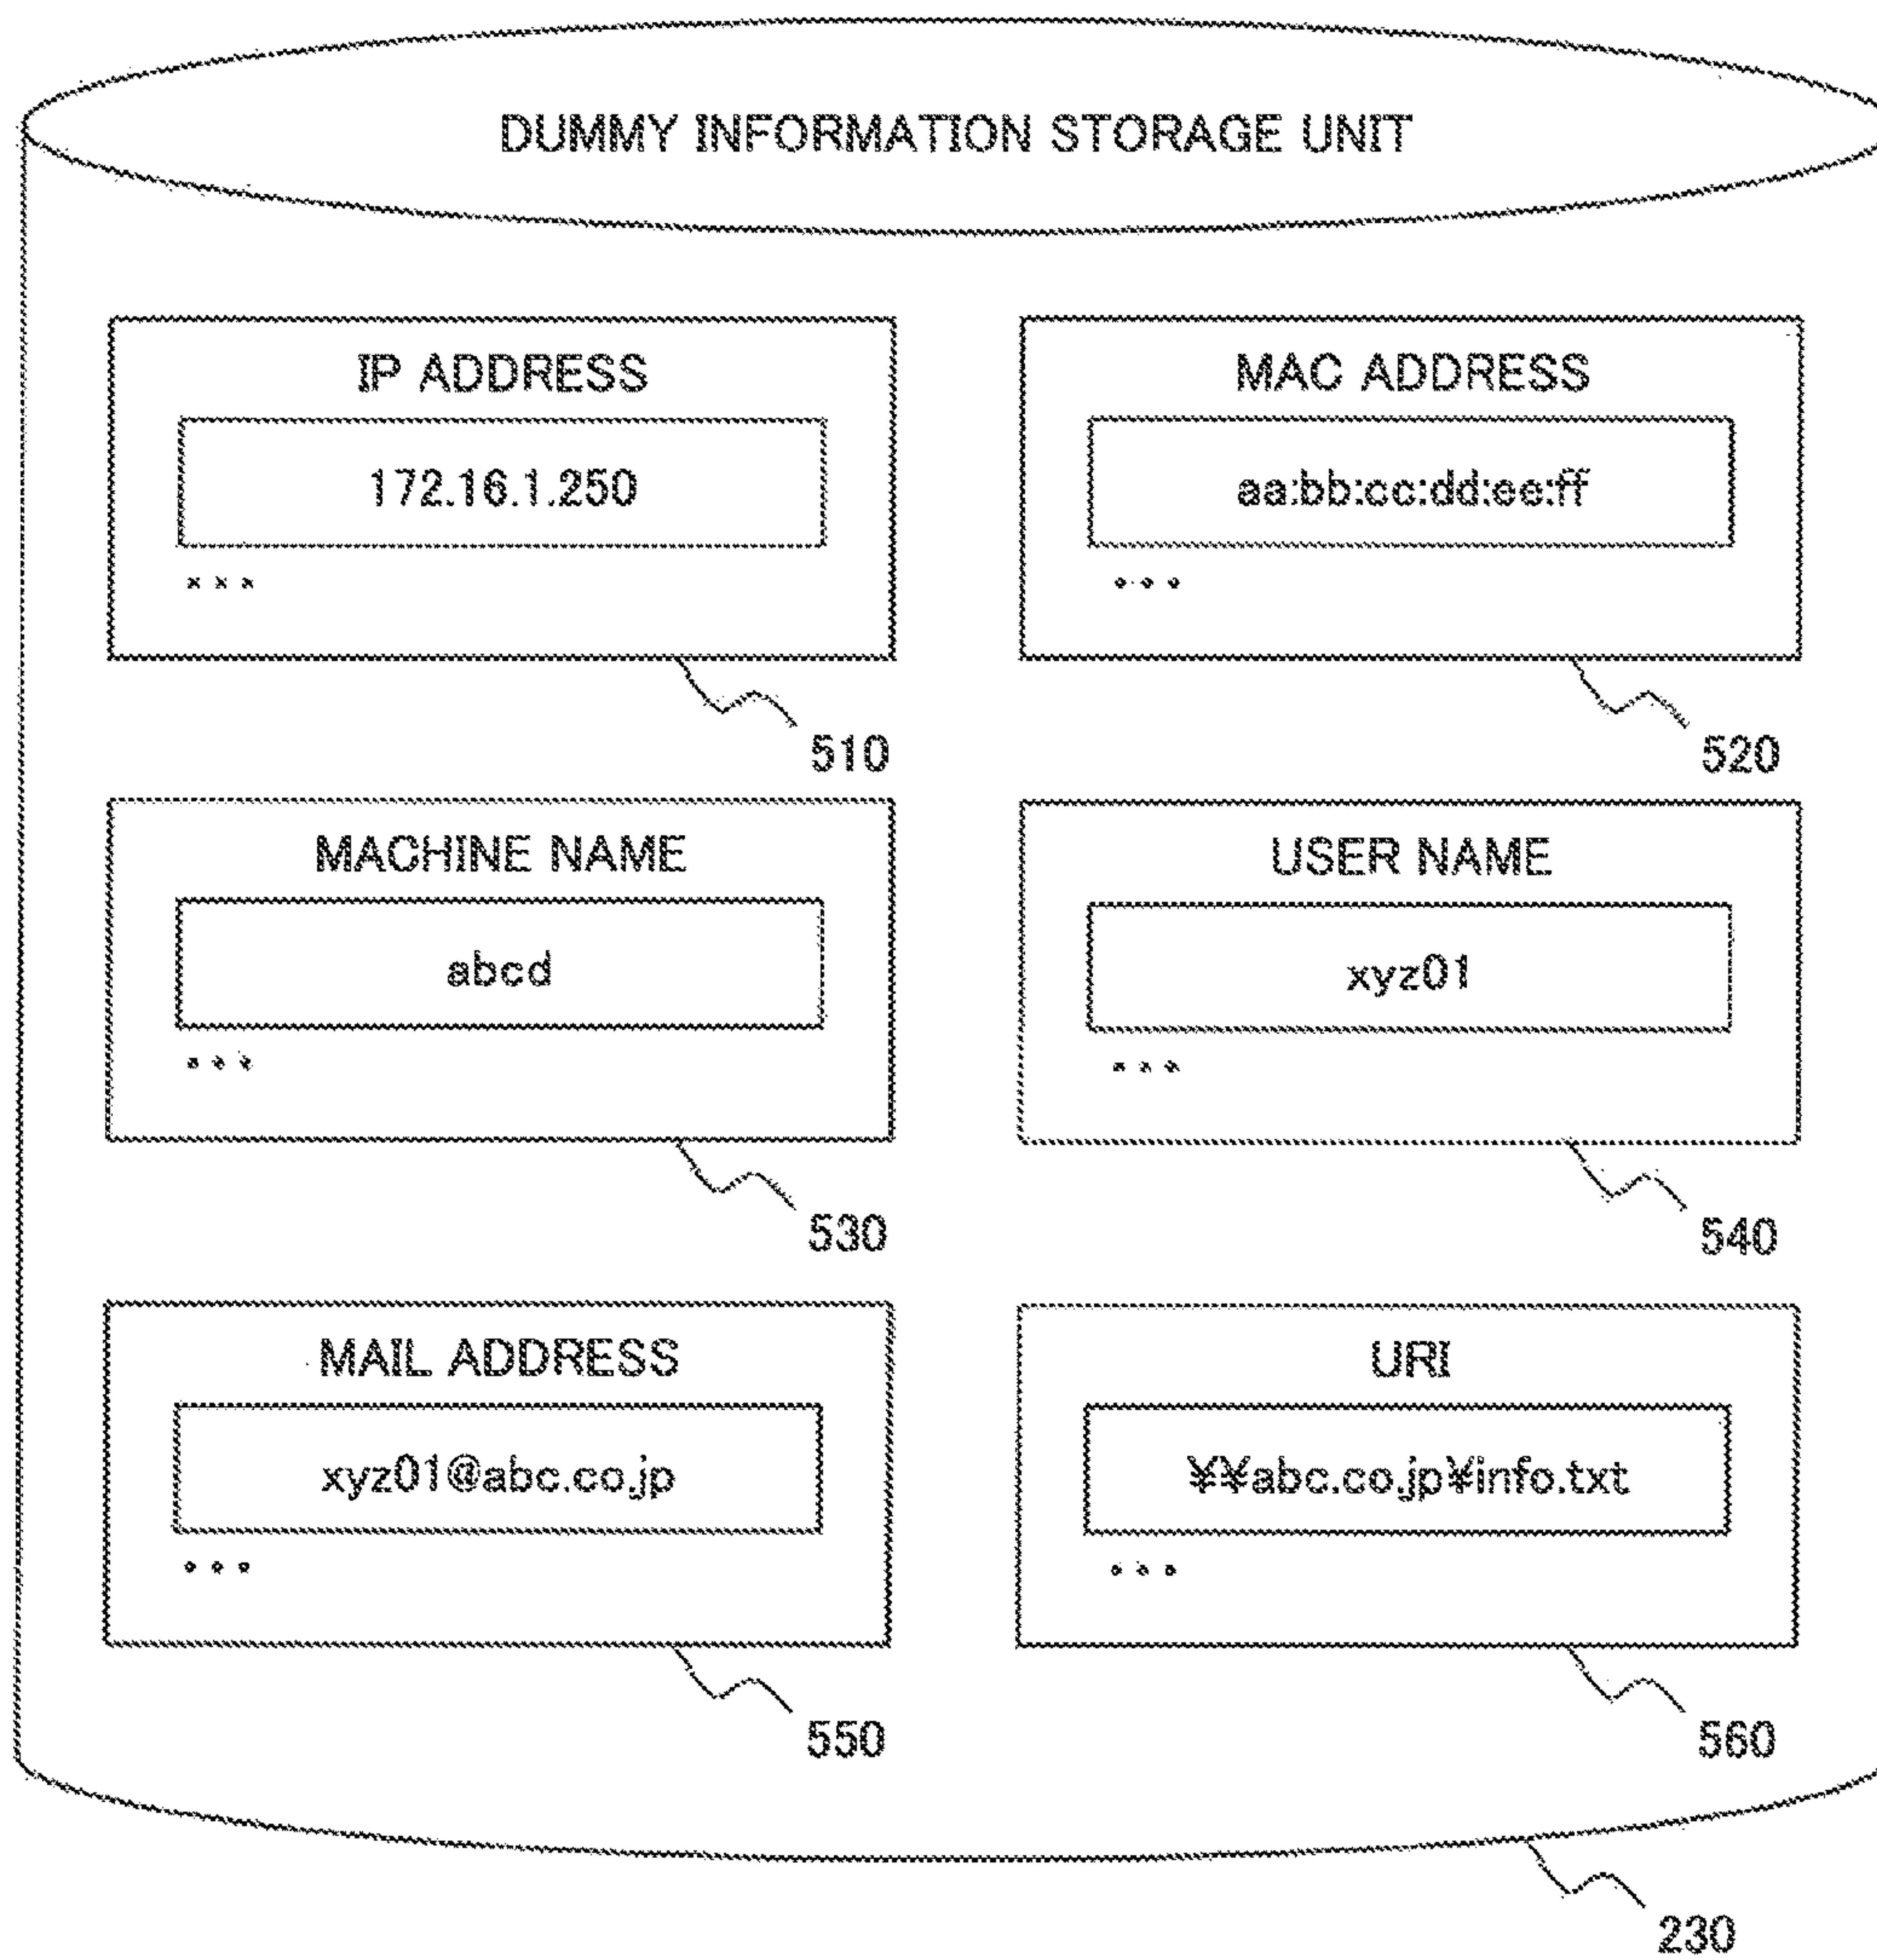 DUMMY INFORMATION STORAGE UNIT
IP ADDRESS
172.16.1.250
510
MAC ADDRESS
aa:bb:cc:dd:ee:ff
520
MACHINE NAME
abcd
530
USER NAME
xyz01
540
MAIL ADDRESS
xyz01@abc.co.jp
550
URI
¥¥abc.co.jp¥info.txt
560
230